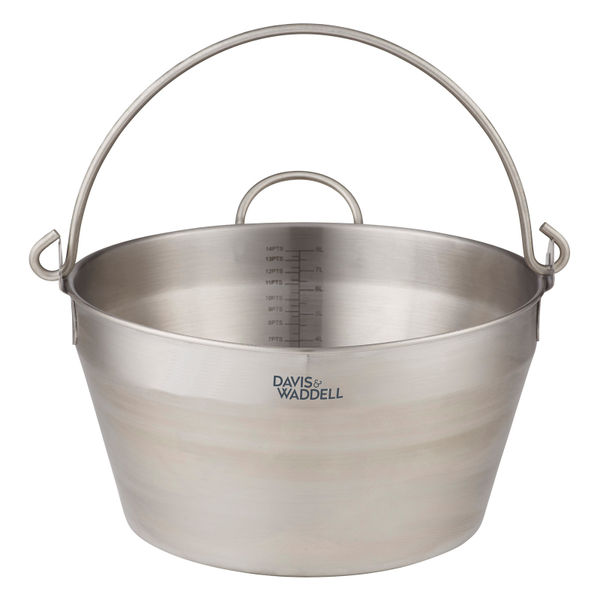 14PTS 8L
13PTS
12PTS 7L
11PTS
6L
10PTS
9PTS
5L
8PTS
7PTS 4L
DAVIS &
WADDELL